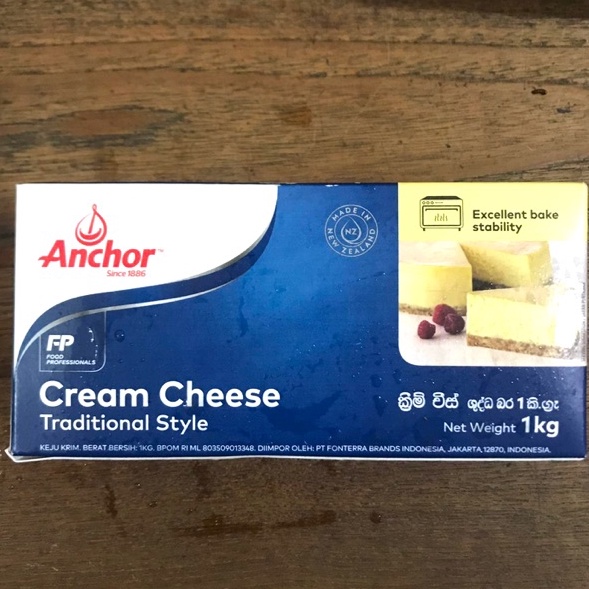 Anchor™
Since 1886
MADE IN
NZ
NEW ZEALAND
Excellent bake
stability
FP
FOOD
PROFESSIONALS
Cream Cheese
Traditional Style
ක්‍රීම් චීස් ශුද්ධ බර 1 කි.ග්‍රෑ
Net Weight 1kg
KEJU KRIM. BERAT BERSIH: 1KG. BPOM RI ML 803509013348. DIIMPOR OLEH: PT FONTERRA BRANDS INDONESIA, JAKARTA,12870, INDONESIA.